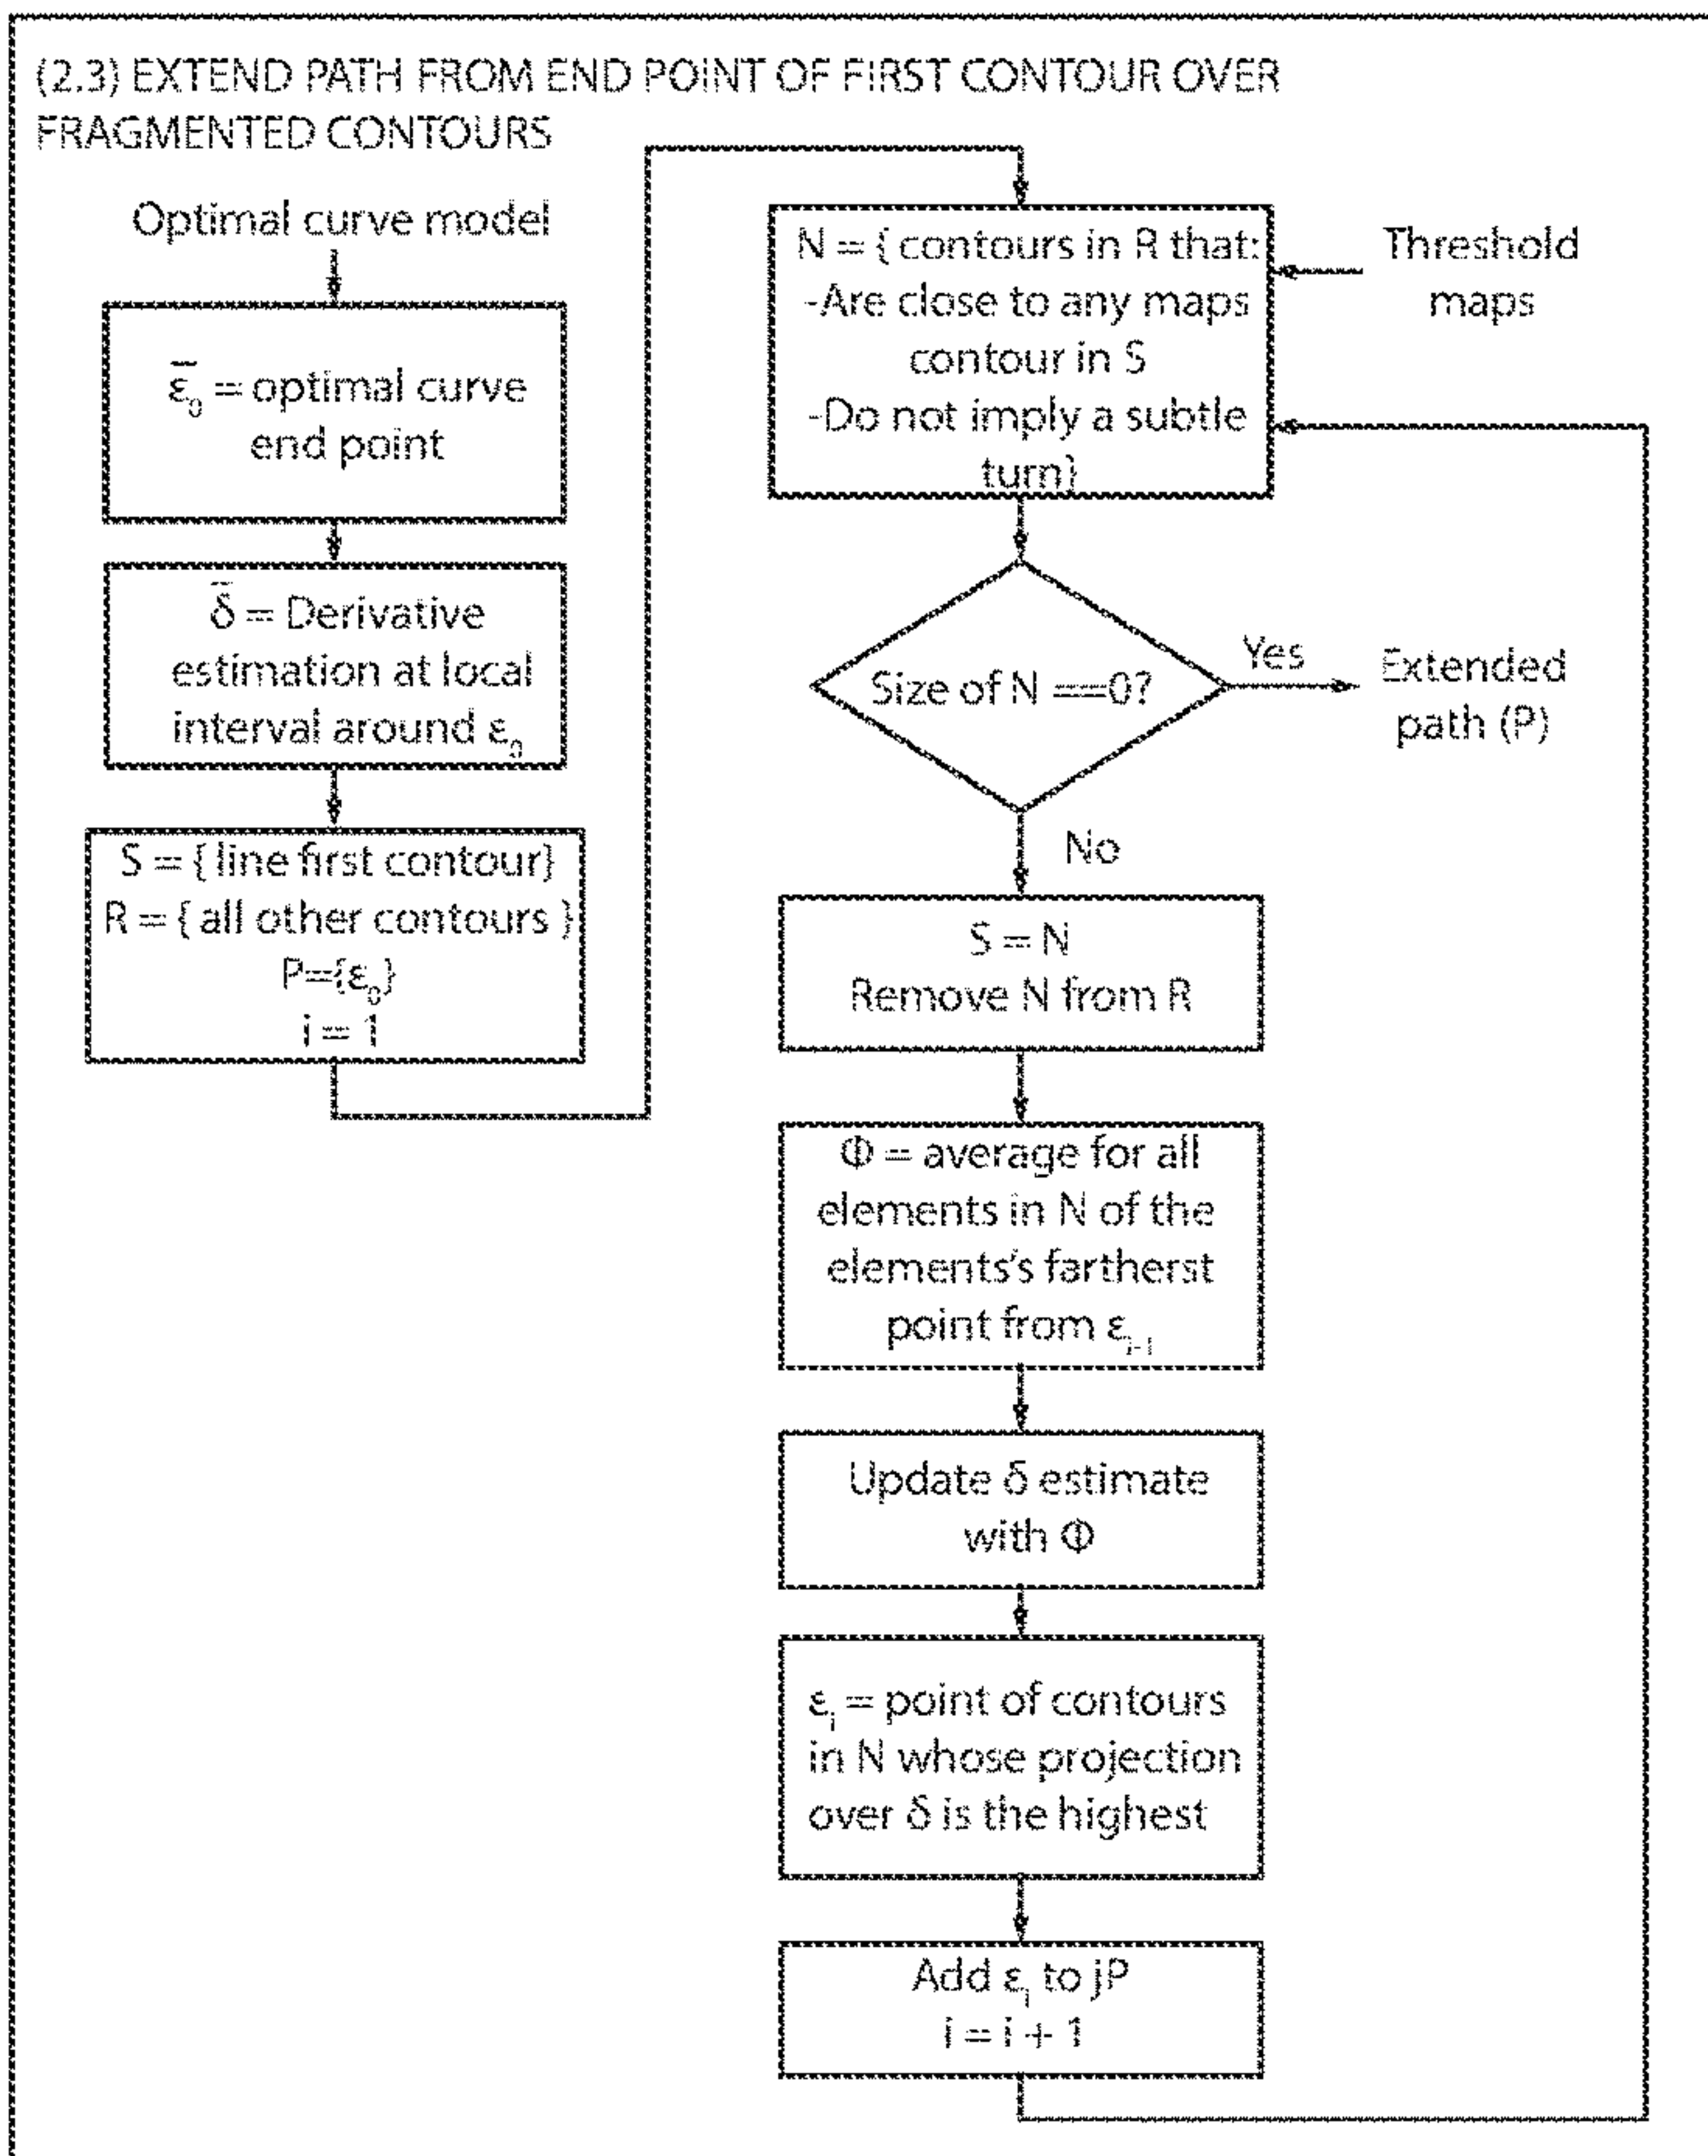 (2.3) EXTEND PATH FROM END POINT OF FIRST CONTOUR OVER
FRAGMENTED CONTOURS
Optimal curve model
ε̄₀ = optimal curve
end point
δ̄ = Derivative
estimation at local
interval around ε₀
S = { line first contour}
R = { all other contours }
P={ε₀}
i = 1
N = { contours in R that:
-Are close to any maps
contour in S
-Do not imply a subtle
turn}
Threshold
maps
Size of N ==0?
Yes
Extended
path (P)
No
S = N
Remove N from R
Φ = average for all
elements in N of the
elements's fartherst
point from εᵢ₋₁
Update δ estimate
with Φ
εᵢ = point of contours
in N whose projection
over δ is the highest
Add εᵢ to jP
i = i + 1